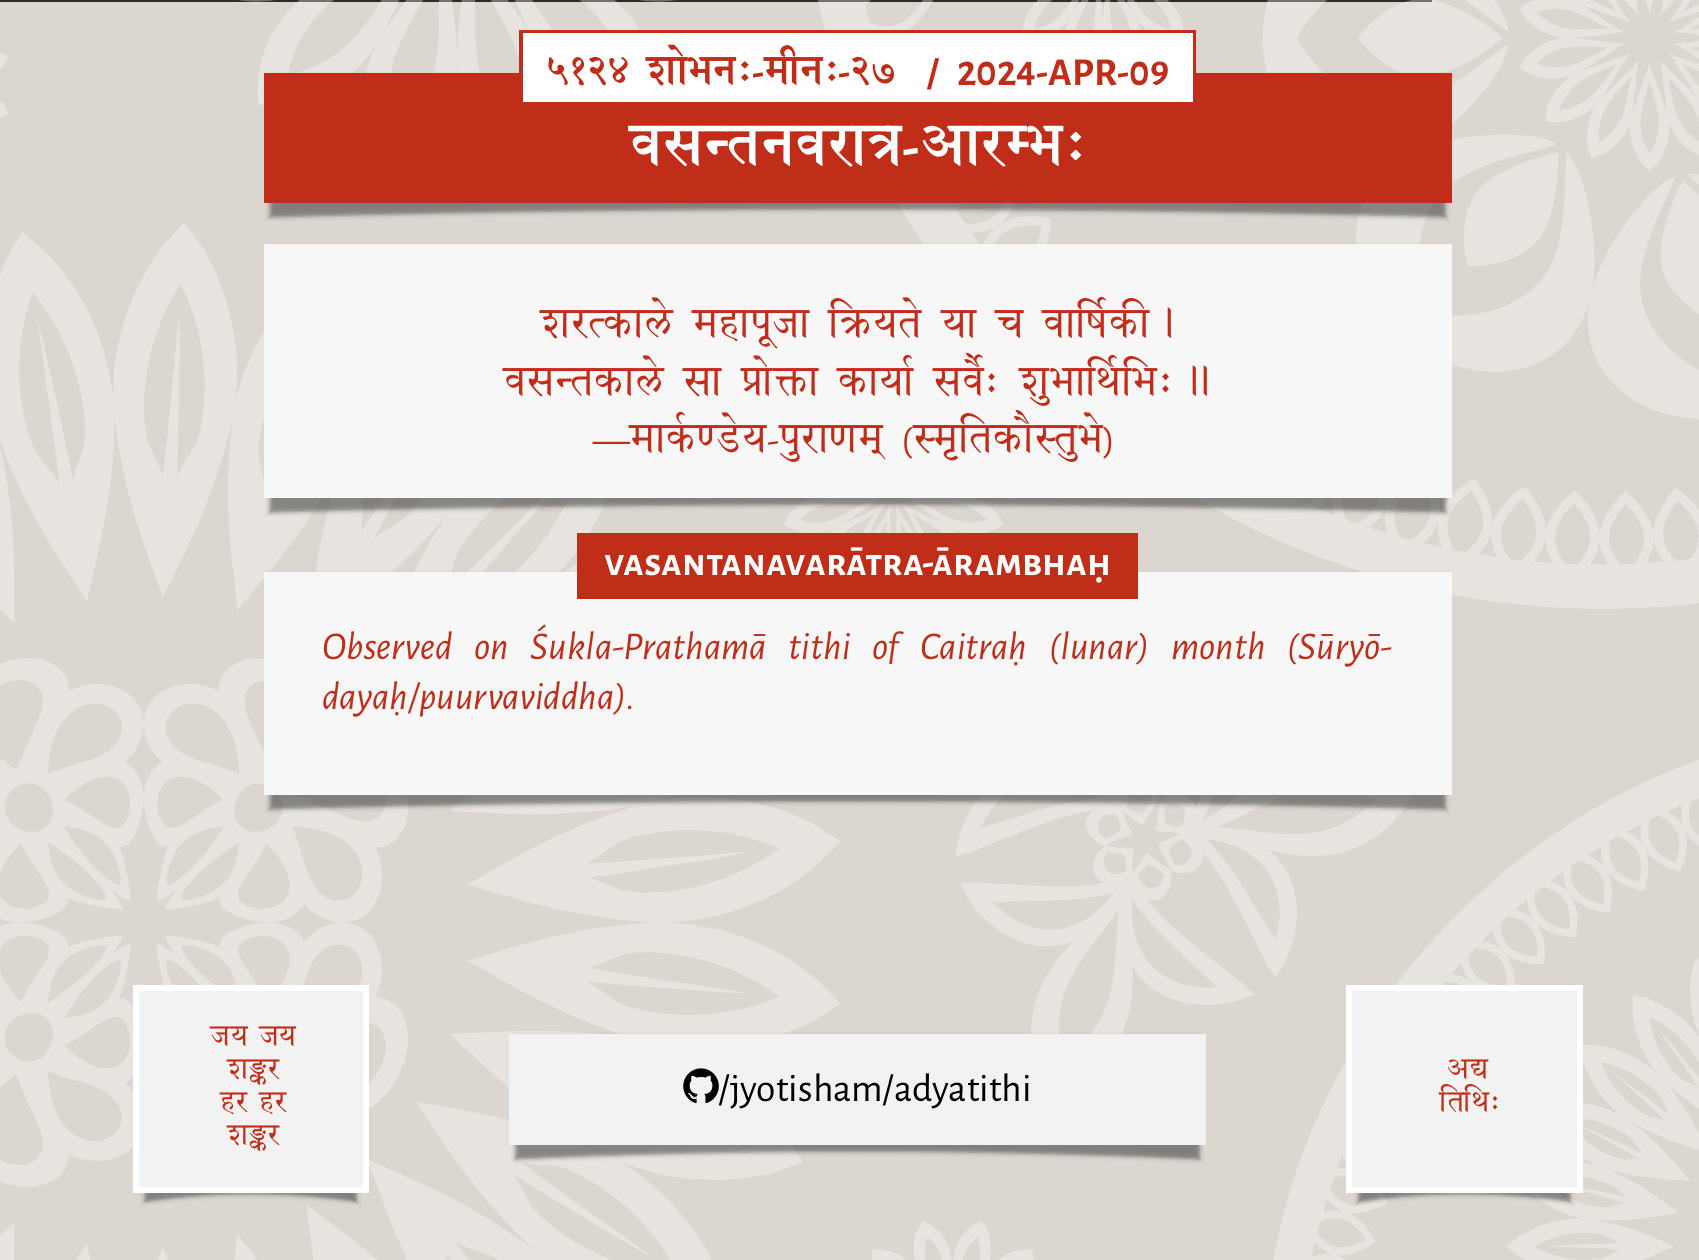 ५१२४ शोभनः-मीनः-२७ / 2024-APR-09
वसन्तनवरात्र-आरम्भः
शरत्काले महापूजा क्रियते या च वार्षिकी ।
वसन्तकाले सा प्रोक्ता कार्या सर्वैः शुभार्थिभिः ॥
—मार्कण्डेय-पुराणम् (स्मृतिकौस्तुभे)
VASANTANAVARĀTRA-ĀRAMBHAḤ
Observed on Śukla-Prathamā tithi of Caitraḥ (lunar) month (Sūryō-
dayaḥ/puurvaviddha).
जय जय
शङ्कर
हर हर
शङ्कर
/jyotisham/adyatithi
अद्य
तिथिः